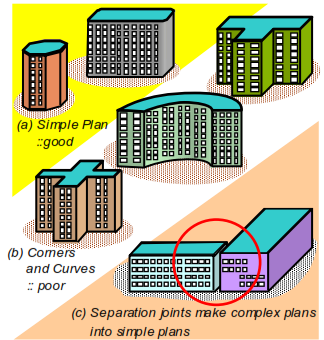 (a) Simple Plan
::good
(b) Corners
and Curves
:: poor
(c) Separation joints make complex plans
into simple plans